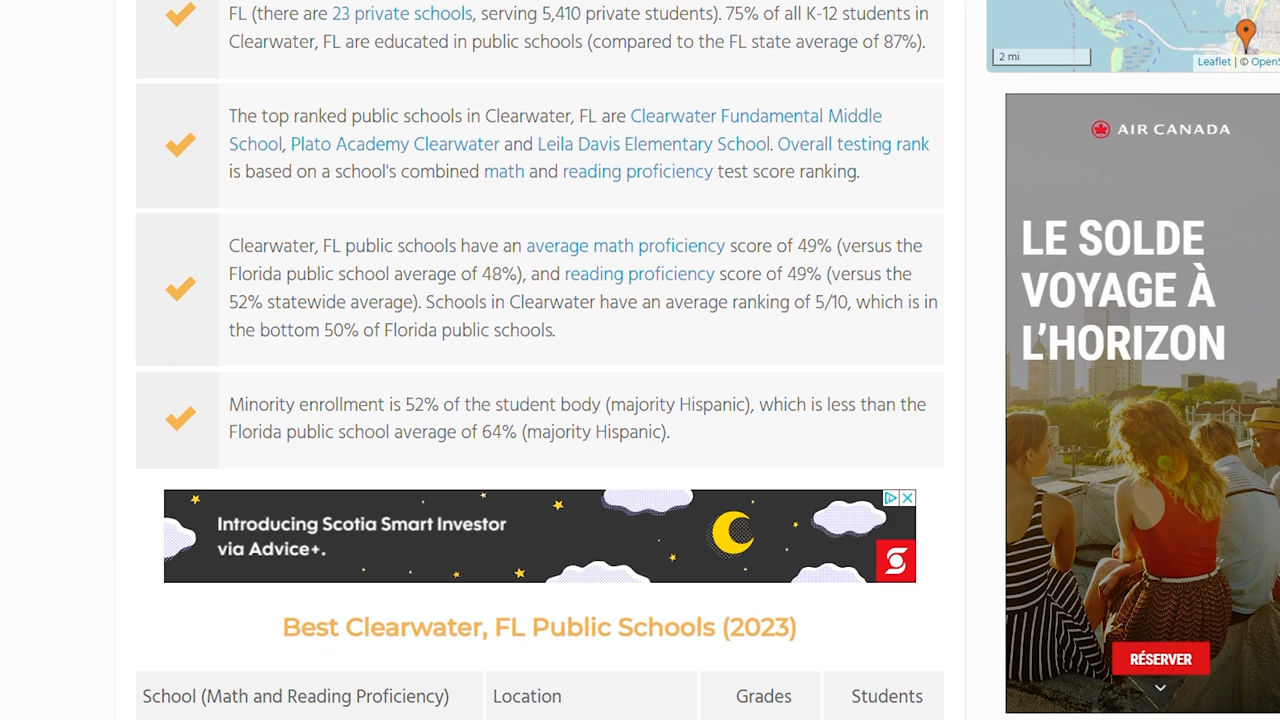 FL (there are 23 private schools, serving 5,410 private students). 75% of all K-12 students in
Clearwater, FL are educated in public schools (compared to the FL state average of 87%).
The top ranked public schools in Clearwater, FL are Clearwater Fundamental Middle
School, Plato Academy Clearwater and Leila Davis Elementary School. Overall testing rank
is based on a school's combined math and reading proficiency test score ranking.
Clearwater, FL public schools have an average math proficiency score of 49% (versus the
Florida public school average of 48%), and reading proficiency score of 49% (versus the
52% statewide average). Schools in Clearwater have an average ranking of 5/10, which is in
the bottom 50% of Florida public schools.
Minority enrollment is 52% of the student body (majority Hispanic), which is less than the
Florida public school average of 64% (majority Hispanic).
Introducing Scotia Smart Investor
via Advice+.
Best Clearwater, FL Public Schools (2023)
School (Math and Reading Proficiency) Location Grades Students
2 mi
Leaflet | © OpenS
AIR CANADA
LE SOLDE
VOYAGE À
L'HORIZON
RÉSERVER